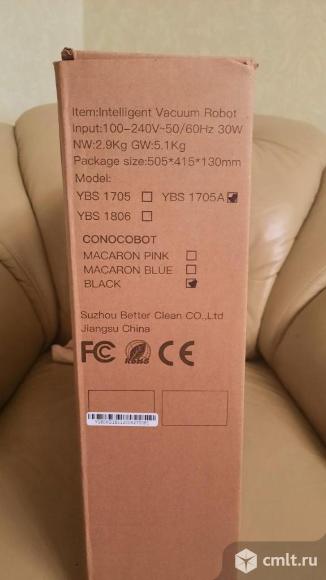 Item:Intelligent Vacuum Robot
Input:100-240V~50/60Hz 30W
NW:2.9Kg GW:5.1Kg
Package size:505*415*130mm
Model:
YBS 1705 YBS 1705A
YBS 1806
CONOCOBOT
MACARON PINK
MACARON BLUE
BLACK
Suzhou Better Clean CO.,Ltd
Jiangsu China
FC RoHS CE
cmlt.ru